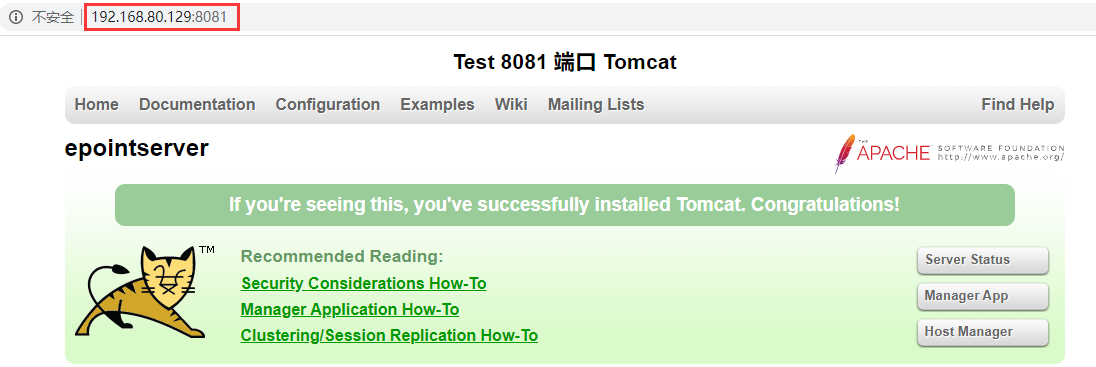 不安全 192.168.80.129:8081
Test 8081 端口 Tomcat
Home Documentation Configuration Examples Wiki Mailing Lists Find Help
epointserver
THE APACHE SOFTWARE FOUNDATION
http://www.apache.org/
If you're seeing this, you've successfully installed Tomcat. Congratulations!
TM
Recommended Reading:
Security Considerations How-To
Manager Application How-To
Clustering/Session Replication How-To
Server Status
Manager App
Host Manager